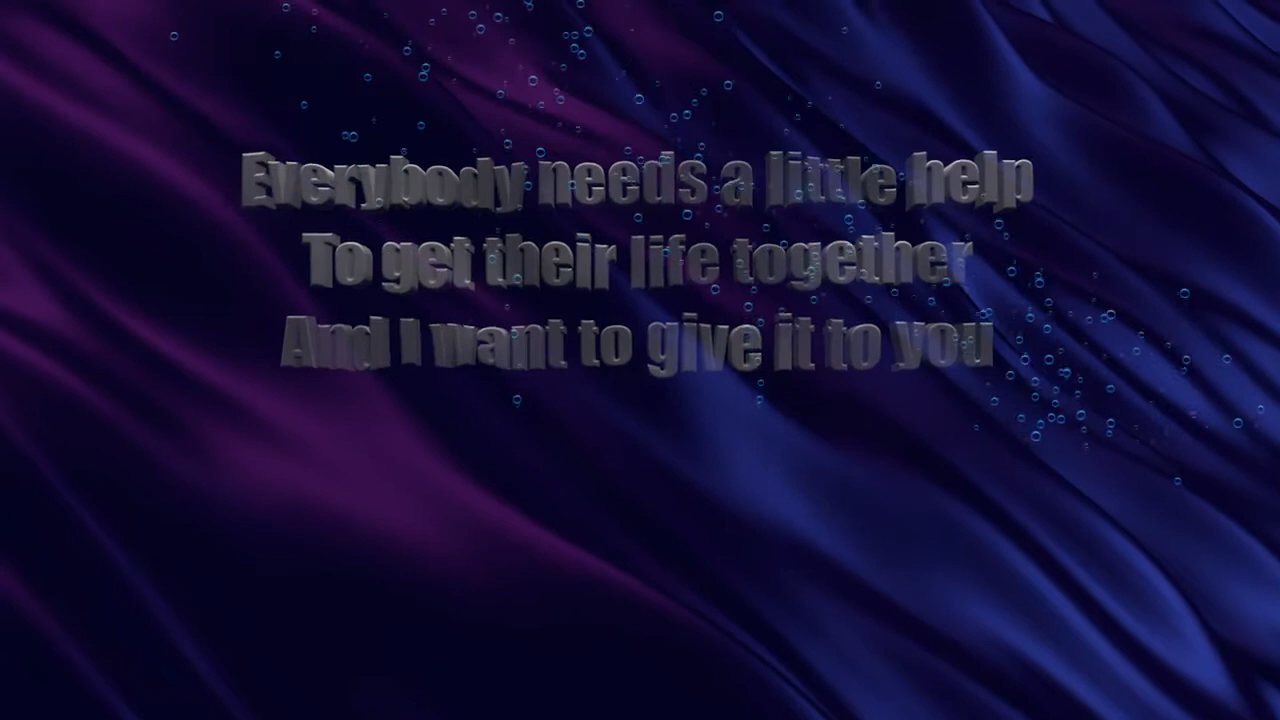 Everybody needs a little help
To get their life together
And I want to give it to you